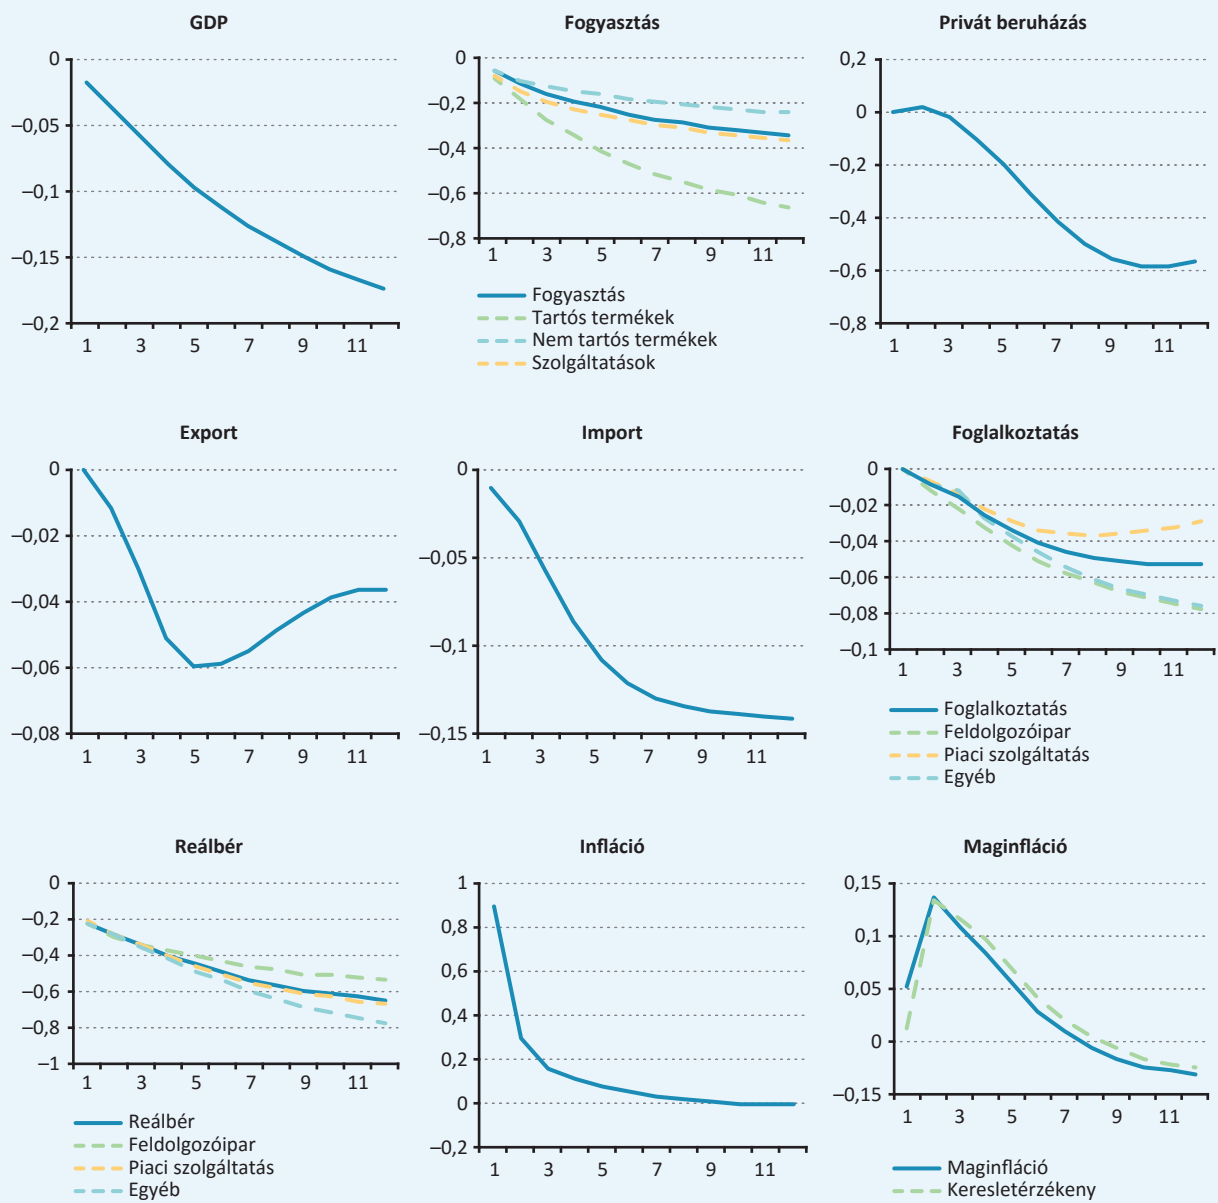 GDP
0
–0,05
–0,1
–0,15
–0,2
1 3 5 7 9 11
Fogyasztás
0
–0,2
–0,4
–0,6
–0,8
1 3 5 7 9 11
Fogyasztás
Tartós termékek
Nem tartós termékek
Szolgáltatások
Privát beruházás
0,2
0
–0,2
–0,4
–0,6
–0,8
1 3 5 7 9 11
Export
0
–0,02
–0,04
–0,06
–0,08
1 3 5 7 9 11
Import
0
–0,05
–0,1
–0,15
1 3 5 7 9 11
Foglalkoztatás
0
–0,02
–0,04
–0,06
–0,08
–0,1
1 3 5 7 9 11
Foglalkoztatás
Feldolgozóipar
Piaci szolgáltatás
Egyéb
Reálbér
0
–0,2
–0,4
–0,6
–0,8
–1
1 3 5 7 9 11
Reálbér
Feldolgozóipar
Piaci szolgáltatás
Egyéb
Infláció
1
0,8
0,6
0,4
0,2
0
–0,2
1 3 5 7 9 11
Maginfláció
0,15
0,1
0,05
0
–0,15
1 3 5 7 9 11
Maginfláció
Keresletérzékeny